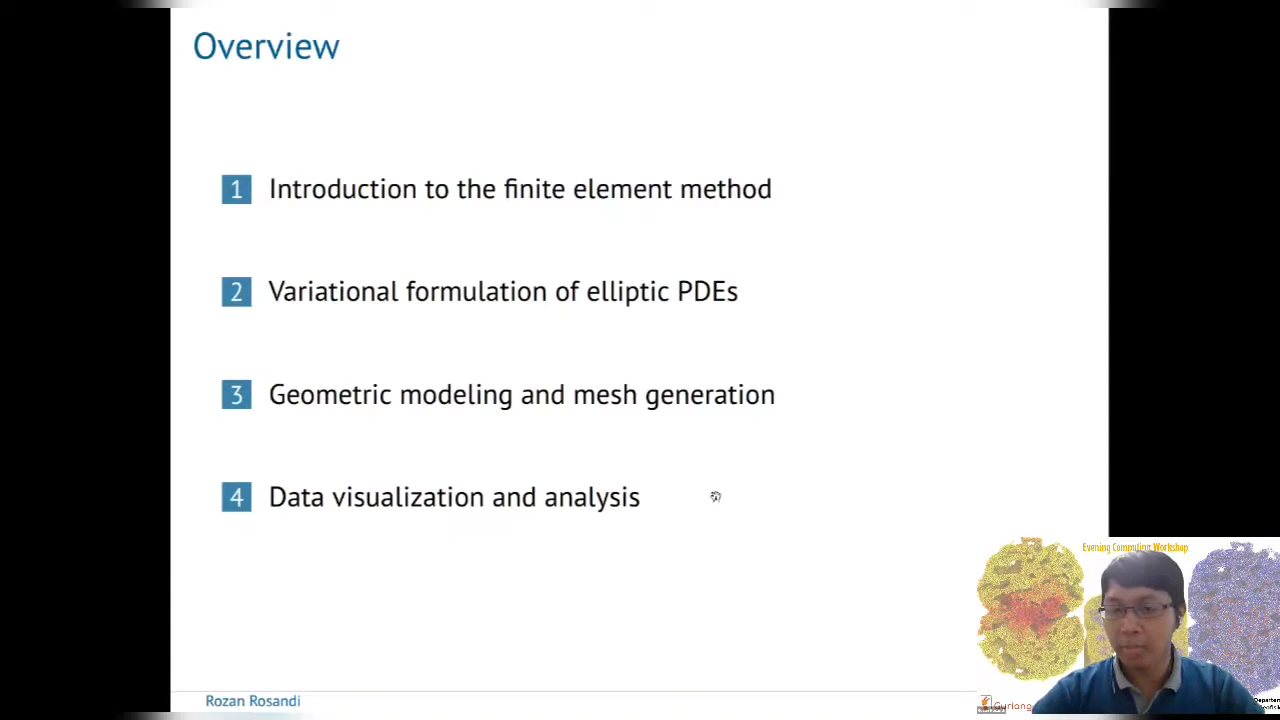 Overview
1 Introduction to the finite element method
2 Variational formulation of elliptic PDEs
3 Geometric modeling and mesh generation
4 Data visualization and analysis
Evening Computing Workshop
Rozan Rosandi